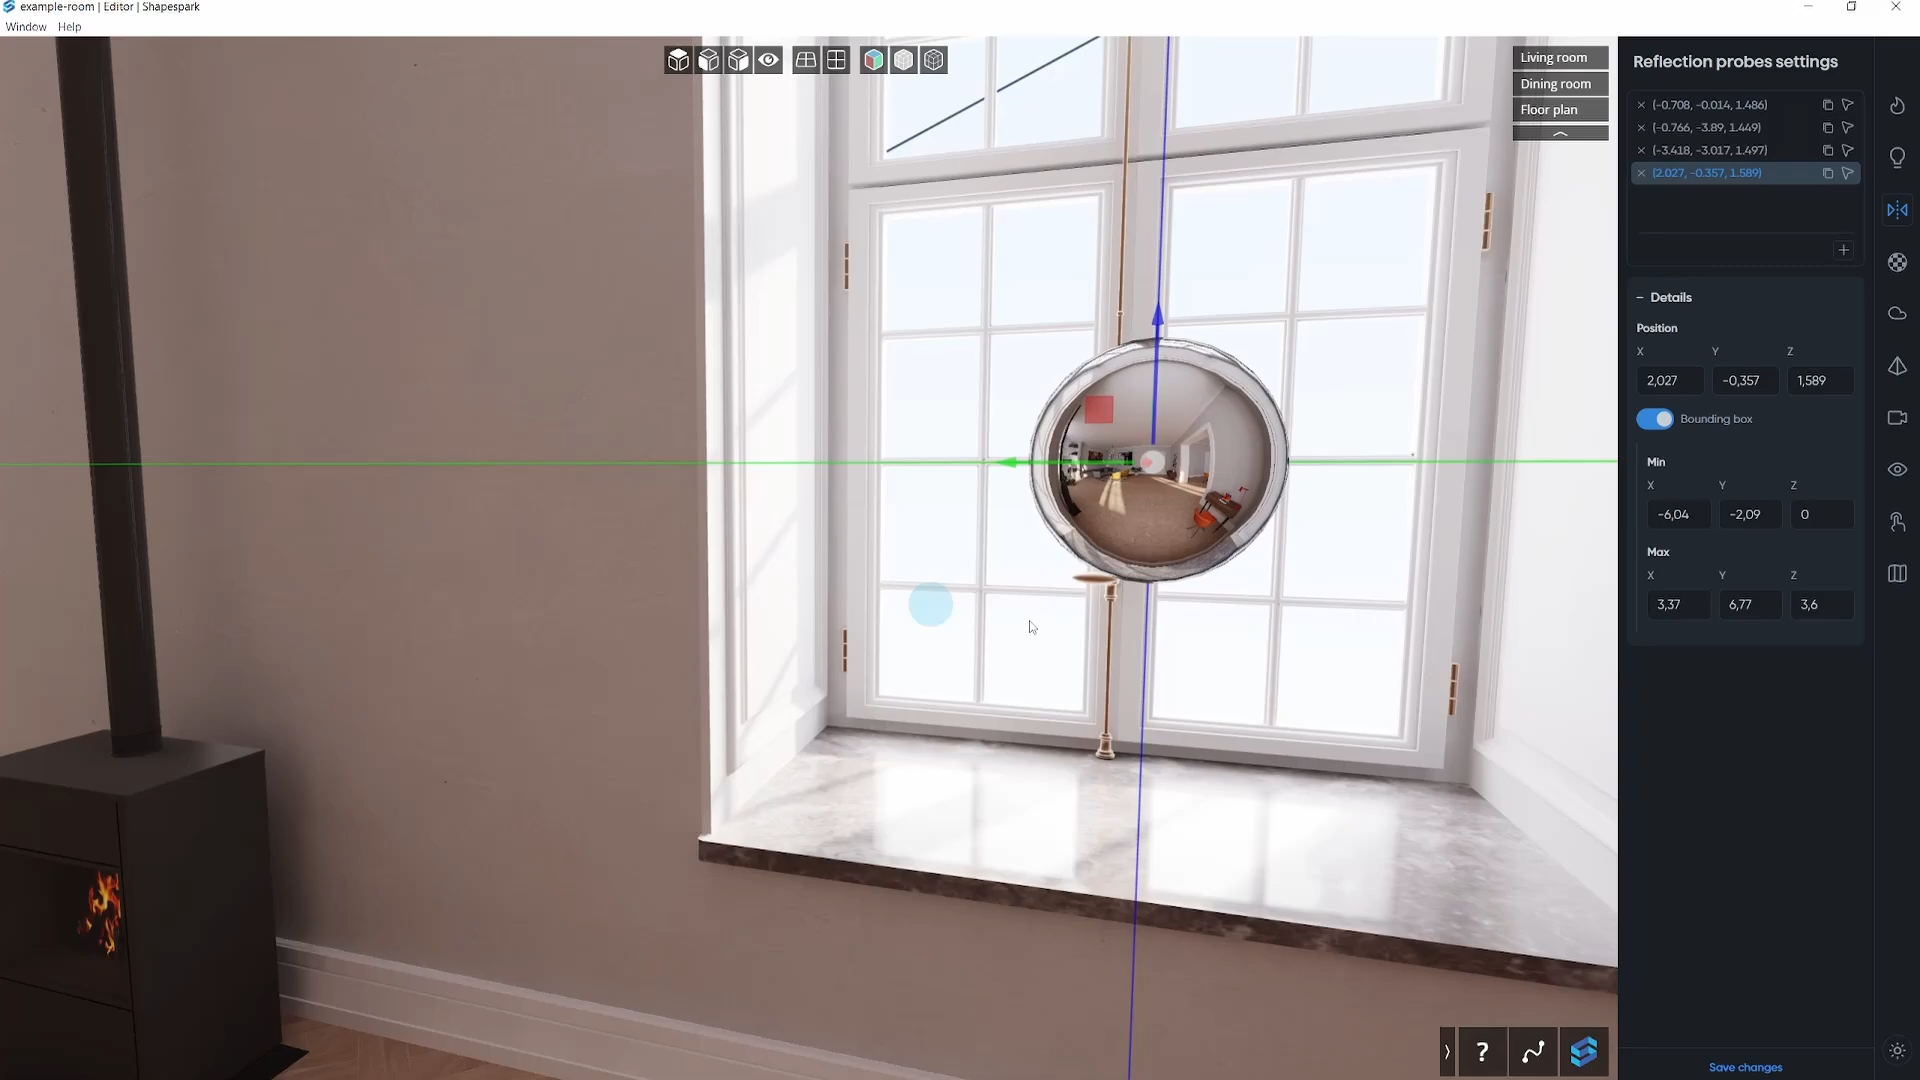 example-room | Editor | Shapespark
Window Help
Living room
Dining room
Floor plan
Reflection probes settings
(-0.708, -0.014, 1.486)
(-0.766, -3.89, 1.449)
(-3.418, -3.017, 1.497)
(2.027, -0.357, 1.589)
Details
Position
X Y Z
2,027 -0,357 1,589
Bounding box
Min
X Y Z
-6,04 -2,09 0
Max
X Y Z
3,37 6,77 3,6
?
Save changes